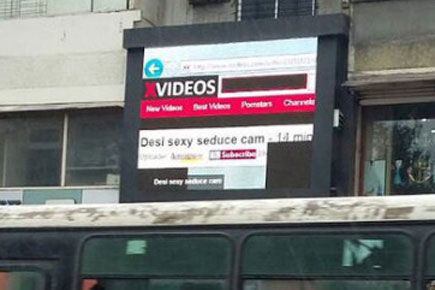 XVIDEOS
New Videos Best Videos Pornstars Channels
Desi sexy seduce cam - 14 min
Uploader: Subscribe
Desi sexy seduce cam